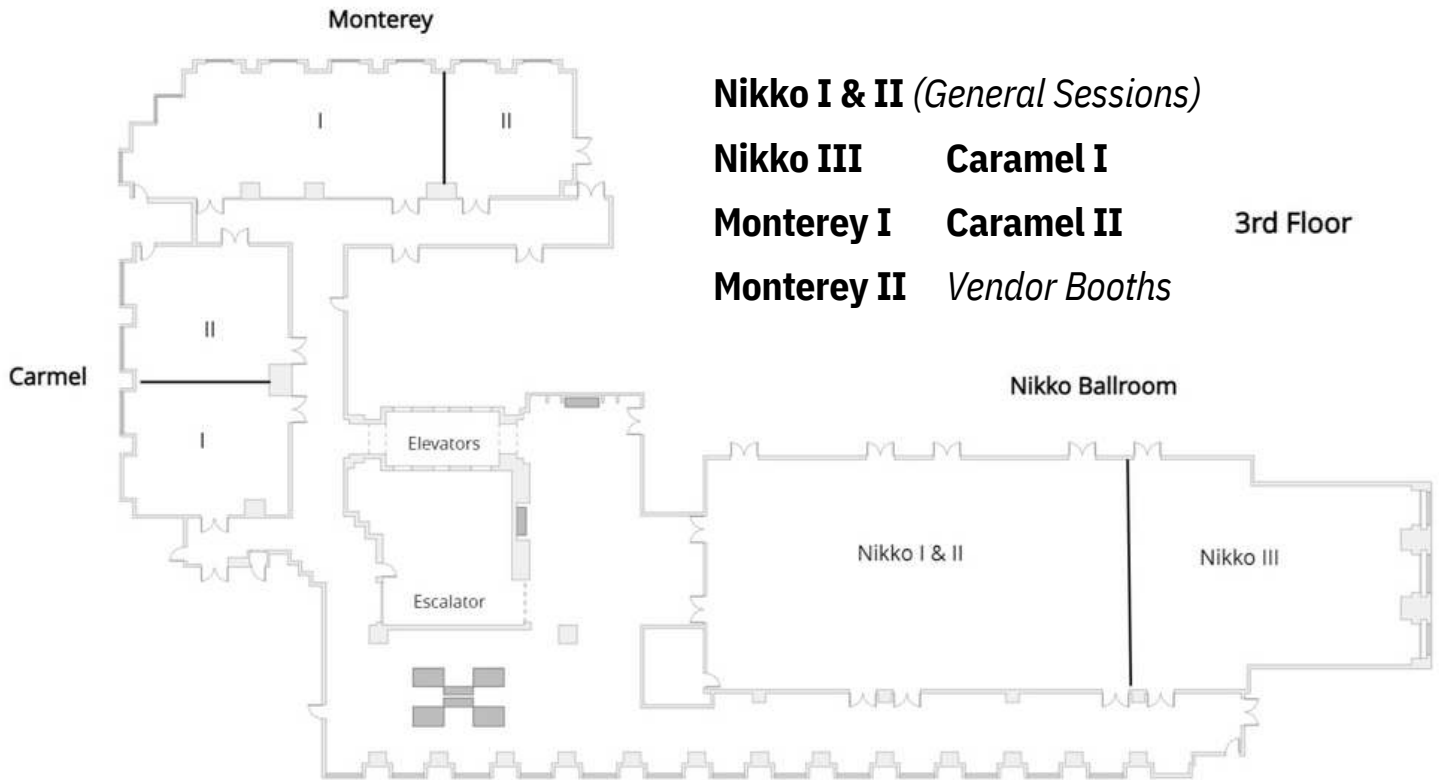 Monterey
I
II
Nikko I & II (General Sessions)
Nikko III Caramel I
Monterey I Caramel II
3rd Floor
Monterey II Vendor Booths
Carmel
II
I
Elevators
Escalator
Nikko Ballroom
Nikko I & II
Nikko III